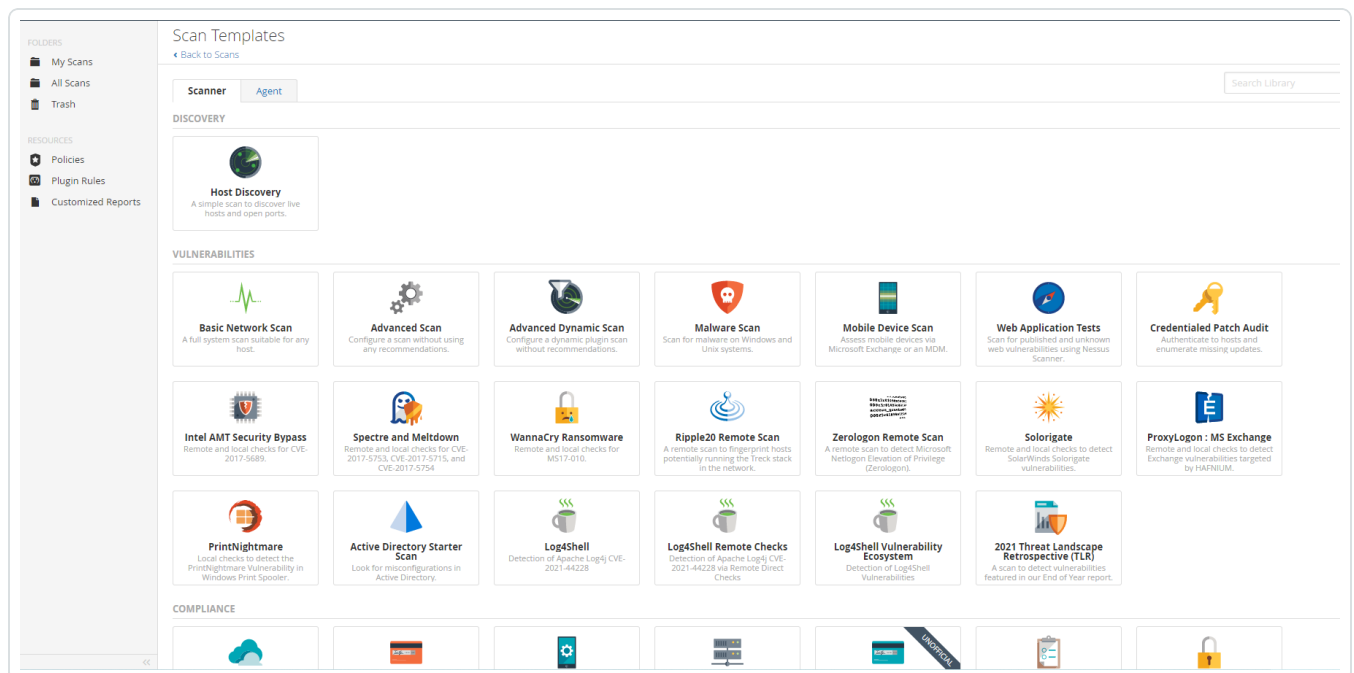 FOLDERS
My Scans
All Scans
Trash
RESOURCES
Policies
Plugin Rules
Customized Reports
Scan Templates
Back to Scans
Scanner
Agent
Search Library
DISCOVERY
Host Discovery
A simple scan to discover live
hosts and open ports.
VULNERABILITIES
Basic Network Scan
A full system scan suitable for any
host.
Advanced Scan
Configure a scan without using
any recommendations.
Advanced Dynamic Scan
Configure a dynamic plugin scan
without recommendations.
Malware Scan
Scan for malware on Windows and
Unix systems.
Mobile Device Scan
Assess mobile devices via
Microsoft Exchange or an MDM.
Web Application Tests
Scan for published and unknown
web vulnerabilities using Nessus
Scanner.
Credentialed Patch Audit
Authenticate to hosts and
enumerate missing updates.
Intel AMT Security Bypass
Remote and local checks for CVE-
2017-5689.
Spectre and Meltdown
Remote and local checks for CVE-
2017-5753, CVE-2017-5715, and
CVE-2017-5754
WannaCry Ransomware
Remote and local checks for
MS17-010.
Ripple20 Remote Scan
A remote scan to fingerprint hosts
potentially running the Treck stack
in the network.
Zerologon Remote Scan
A remote scan to detect Microsoft
Netlogon Elevation of Privilege
(Zerologon).
Solorigate
Remote and local checks to detect
SolarWinds Solorigate
vulnerabilities.
ProxyLogon : MS Exchange
Remote and local checks to detect
Exchange vulnerabilities targeted
by HAFNIUM.
PrintNightmare
Local checks to detect the
PrintNightmare Vulnerability in
Windows Print Spooler.
Active Directory Starter
Scan
Look for misconfigurations in
Active Directory.
Log4Shell
Detection of Apache Log4j CVE-
2021-44228
Log4Shell Remote Checks
Detection of Apache Log4j CVE-
2021-44228 via Remote Direct
Checks
Log4Shell Vulnerability
Ecosystem
Detection of Log4Shell
Vulnerabilities
2021 Threat Landscape
Retrospective (TLR)
A scan to detect vulnerabilities
featured in our End of Year report.
COMPLIANCE
UNOFFICIAL